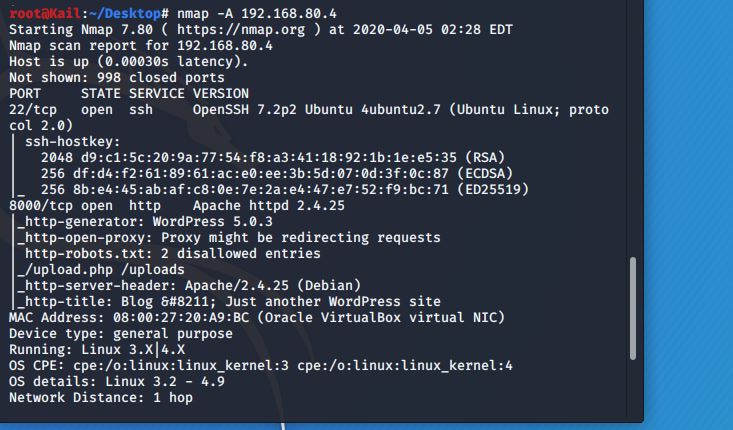 root@Kail:~/Desktop# nmap -A 192.168.80.4
Starting Nmap 7.80 ( https://nmap.org ) at 2020-04-05 02:28 EDT
Nmap scan report for 192.168.80.4
Host is up (0.00030s latency).
Not shown: 998 closed ports
PORT     STATE SERVICE VERSION
22/tcp   open  ssh     OpenSSH 7.2p2 Ubuntu 4ubuntu2.7 (Ubuntu Linux; proto
col 2.0)
| ssh-hostkey:
|   2048 d9:c1:5c:20:9a:77:54:f8:a3:41:18:92:1b:1e:e5:35 (RSA)
|   256 df:d4:f2:61:89:61:ac:e0:ee:3b:5d:07:0d:3f:0c:87 (ECDSA)
|_  256 8b:e4:45:ab:af:c8:0e:7e:2a:e4:47:e7:52:f9:bc:71 (ED25519)
8000/tcp open  http    Apache httpd 2.4.25
|_http-generator: WordPress 5.0.3
|_http-open-proxy: Proxy might be redirecting requests
| http-robots.txt: 2 disallowed entries
|_/upload.php /uploads
|_http-server-header: Apache/2.4.25 (Debian)
|_http-title: Blog &#8211; Just another WordPress site
MAC Address: 08:00:27:20:A9:BC (Oracle VirtualBox virtual NIC)
Device type: general purpose
Running: Linux 3.X|4.X
OS CPE: cpe:/o:linux:linux_kernel:3 cpe:/o:linux:linux_kernel:4
OS details: Linux 3.2 - 4.9
Network Distance: 1 hop